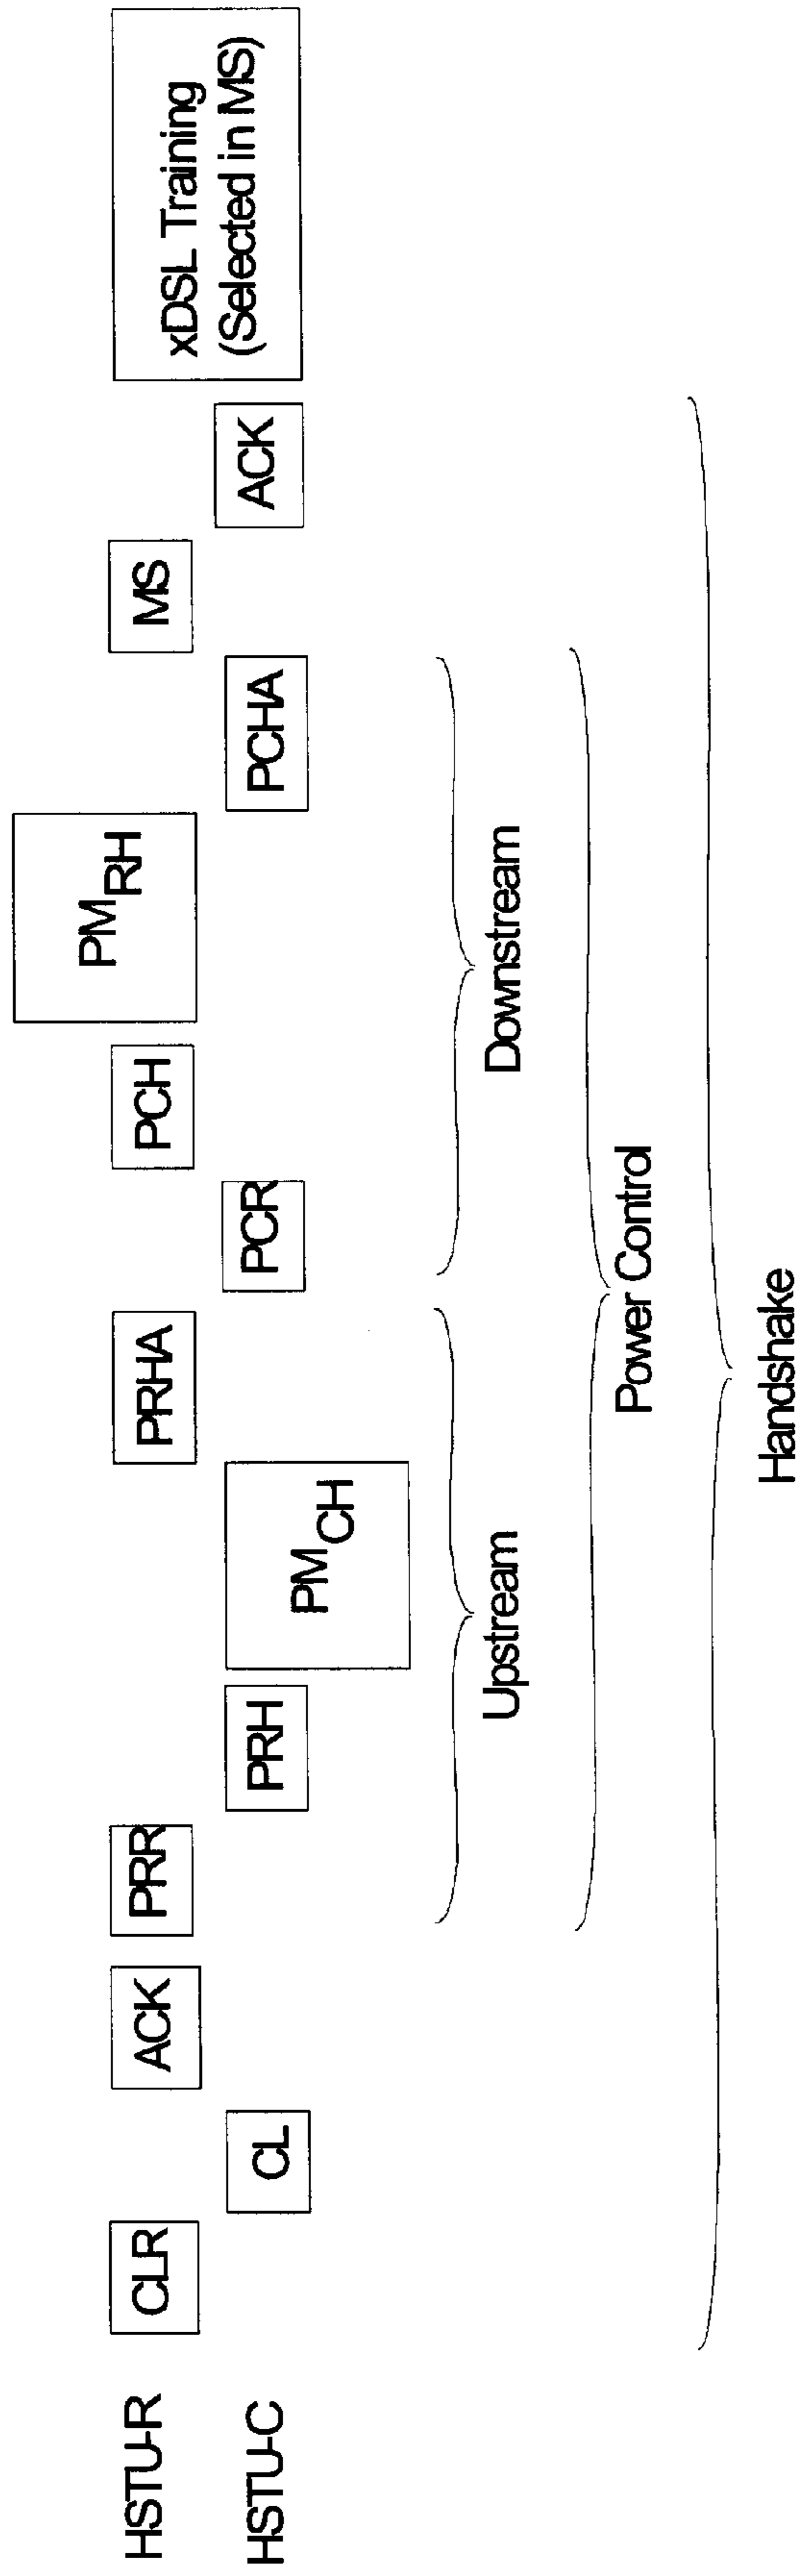 HSTU-R
CLR
ACK
PRR
PRHA
PCH
PM RH
MS
xDSL Training
(Selected in MS)
HSTU-C
CL
PRH
PM CH
PCR
PCHA
ACK
Upstream
Downstream
Power Control
Handshake